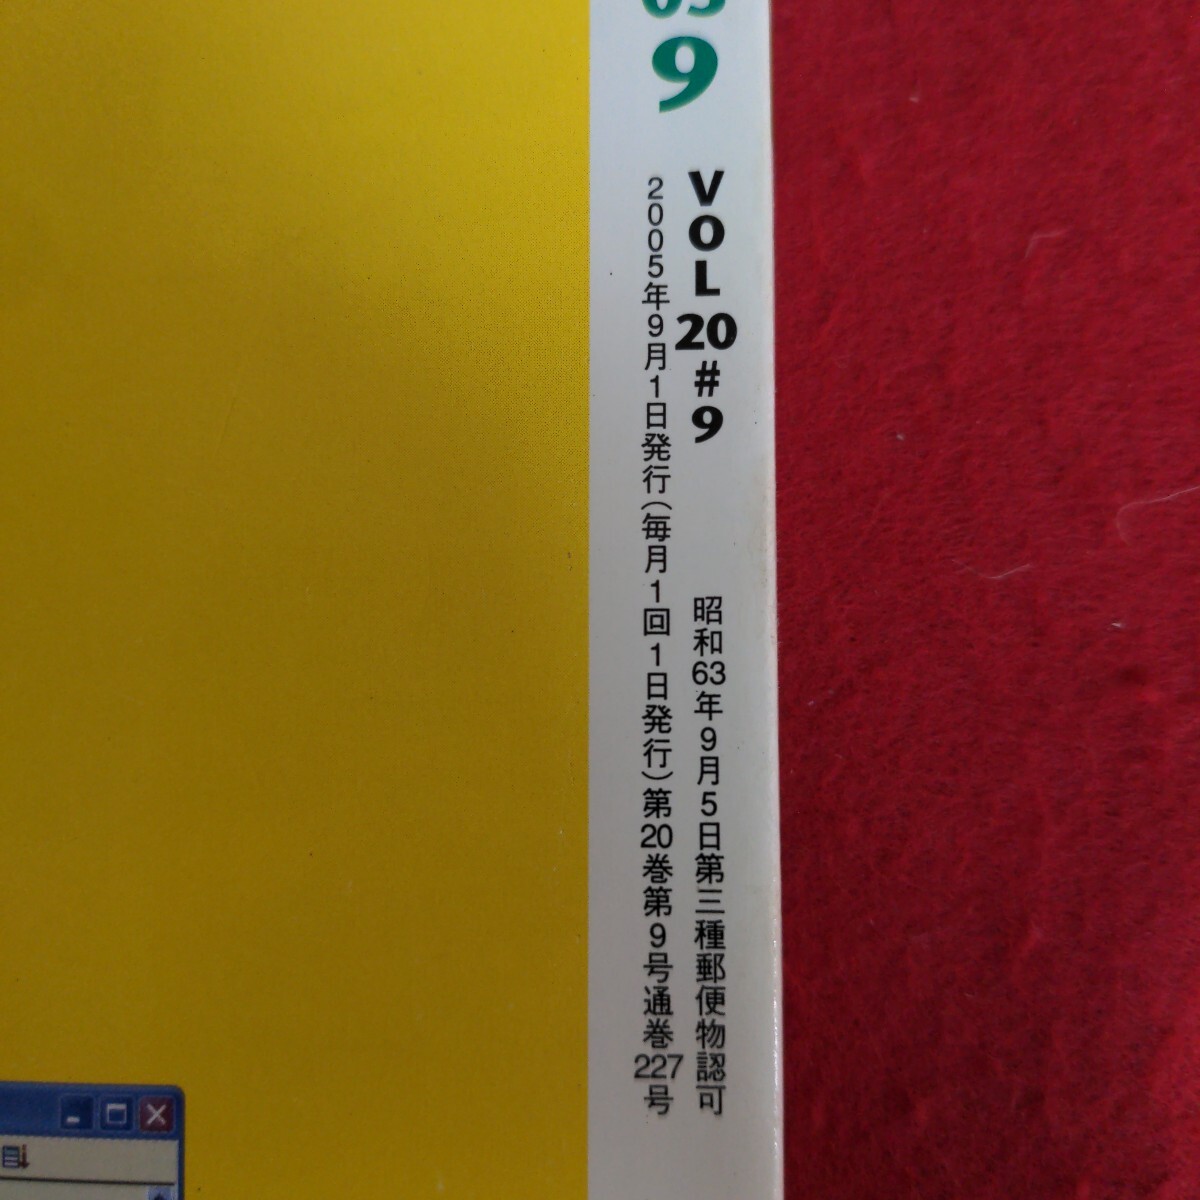 05
9
VOL 20 #9
昭和63年9月5日第三種郵便物認可
2005年9月1日発行(毎月1回1日発行)第20巻第9号通巻227号